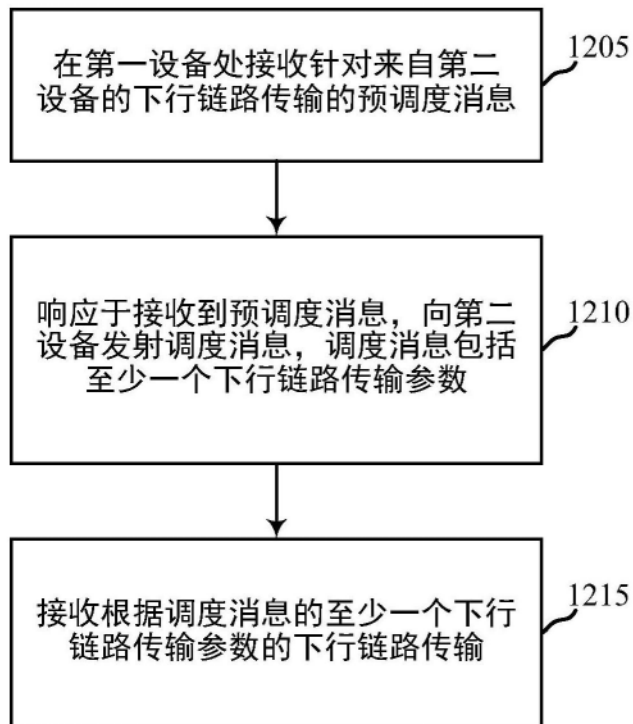 1205
在第一设备处接收针对来自第二
设备的下行链路传输的预调度消息
1210
响应于接收到预调度消息，向第二
设备发射调度消息，调度消息包括
至少一个下行链路传输参数
1215
接收根据调度消息的至少一个下行
链路传输参数的下行链路传输